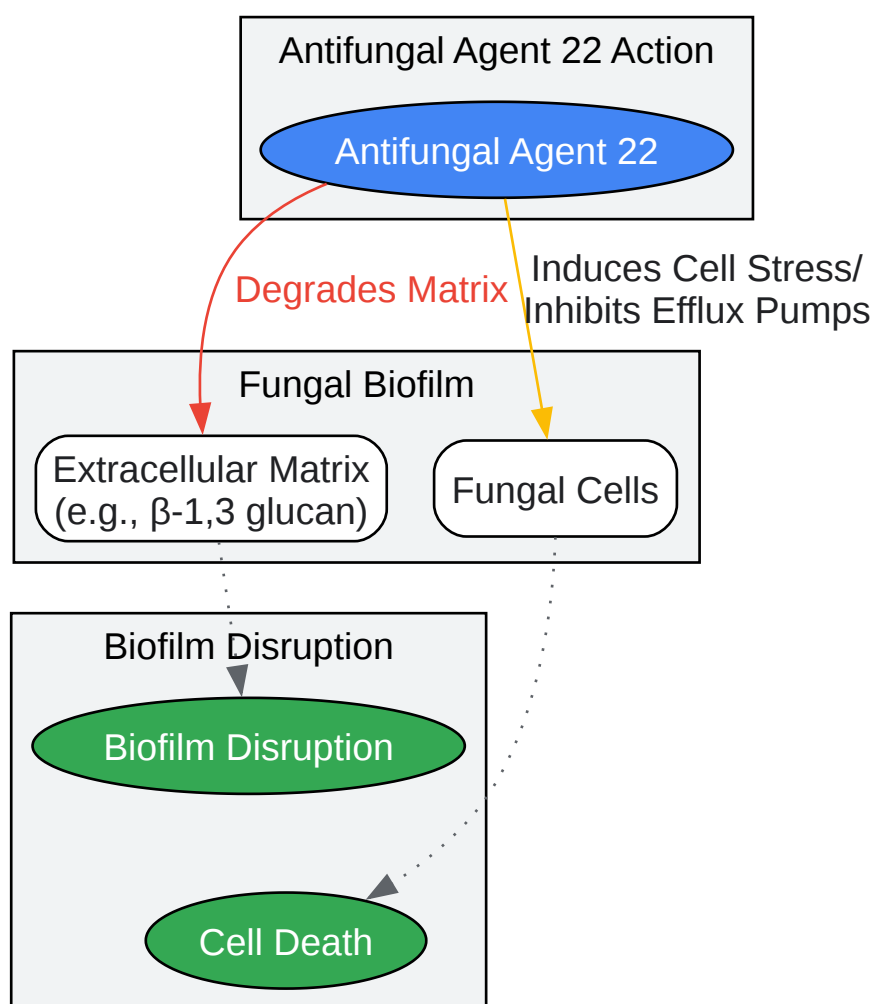 Antifungal Agent 22 Action
Antifungal Agent 22
Degrades Matrix
Induces Cell Stress/
Inhibits Efflux Pumps
Fungal Biofilm
Extracellular Matrix
(e.g., β-1,3 glucan)
Fungal Cells
Biofilm Disruption
Biofilm Disruption
Cell Death